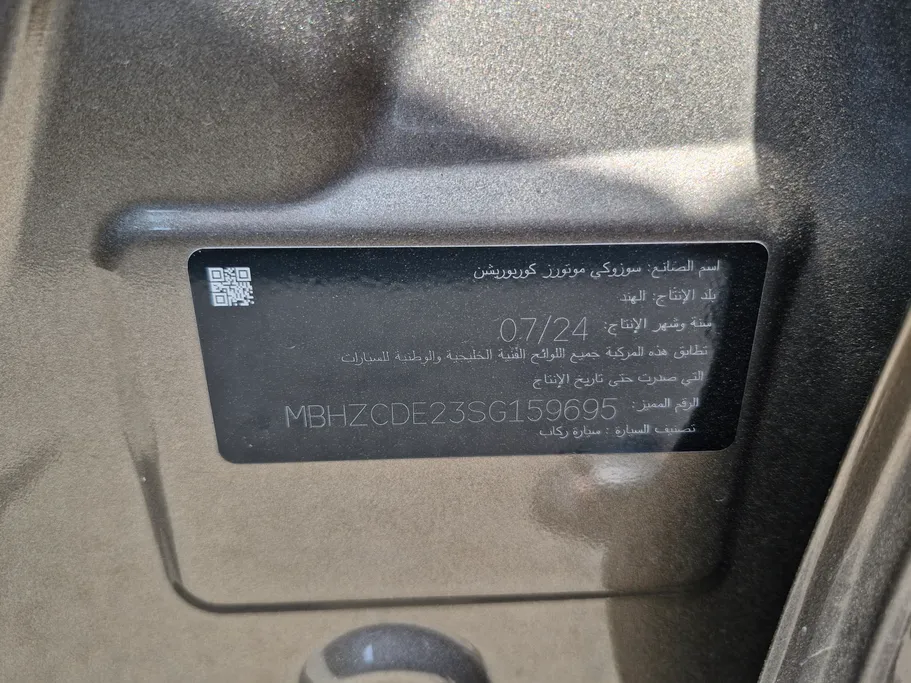 اسم الصانع: سوزوكي موتورز كوربوريشن
بلد الإنتاج: الهند
سنة وشهر الإنتاج: 07/24
تطابق هذه المركبة جميع اللوائح الفنية الخليجية والوطنية للسيارات
التي صدرت حتى تاريخ الإنتاج
الرقم المميز: MBHZCDE23SG159695
تصنيف السيارة : سيارة ركاب